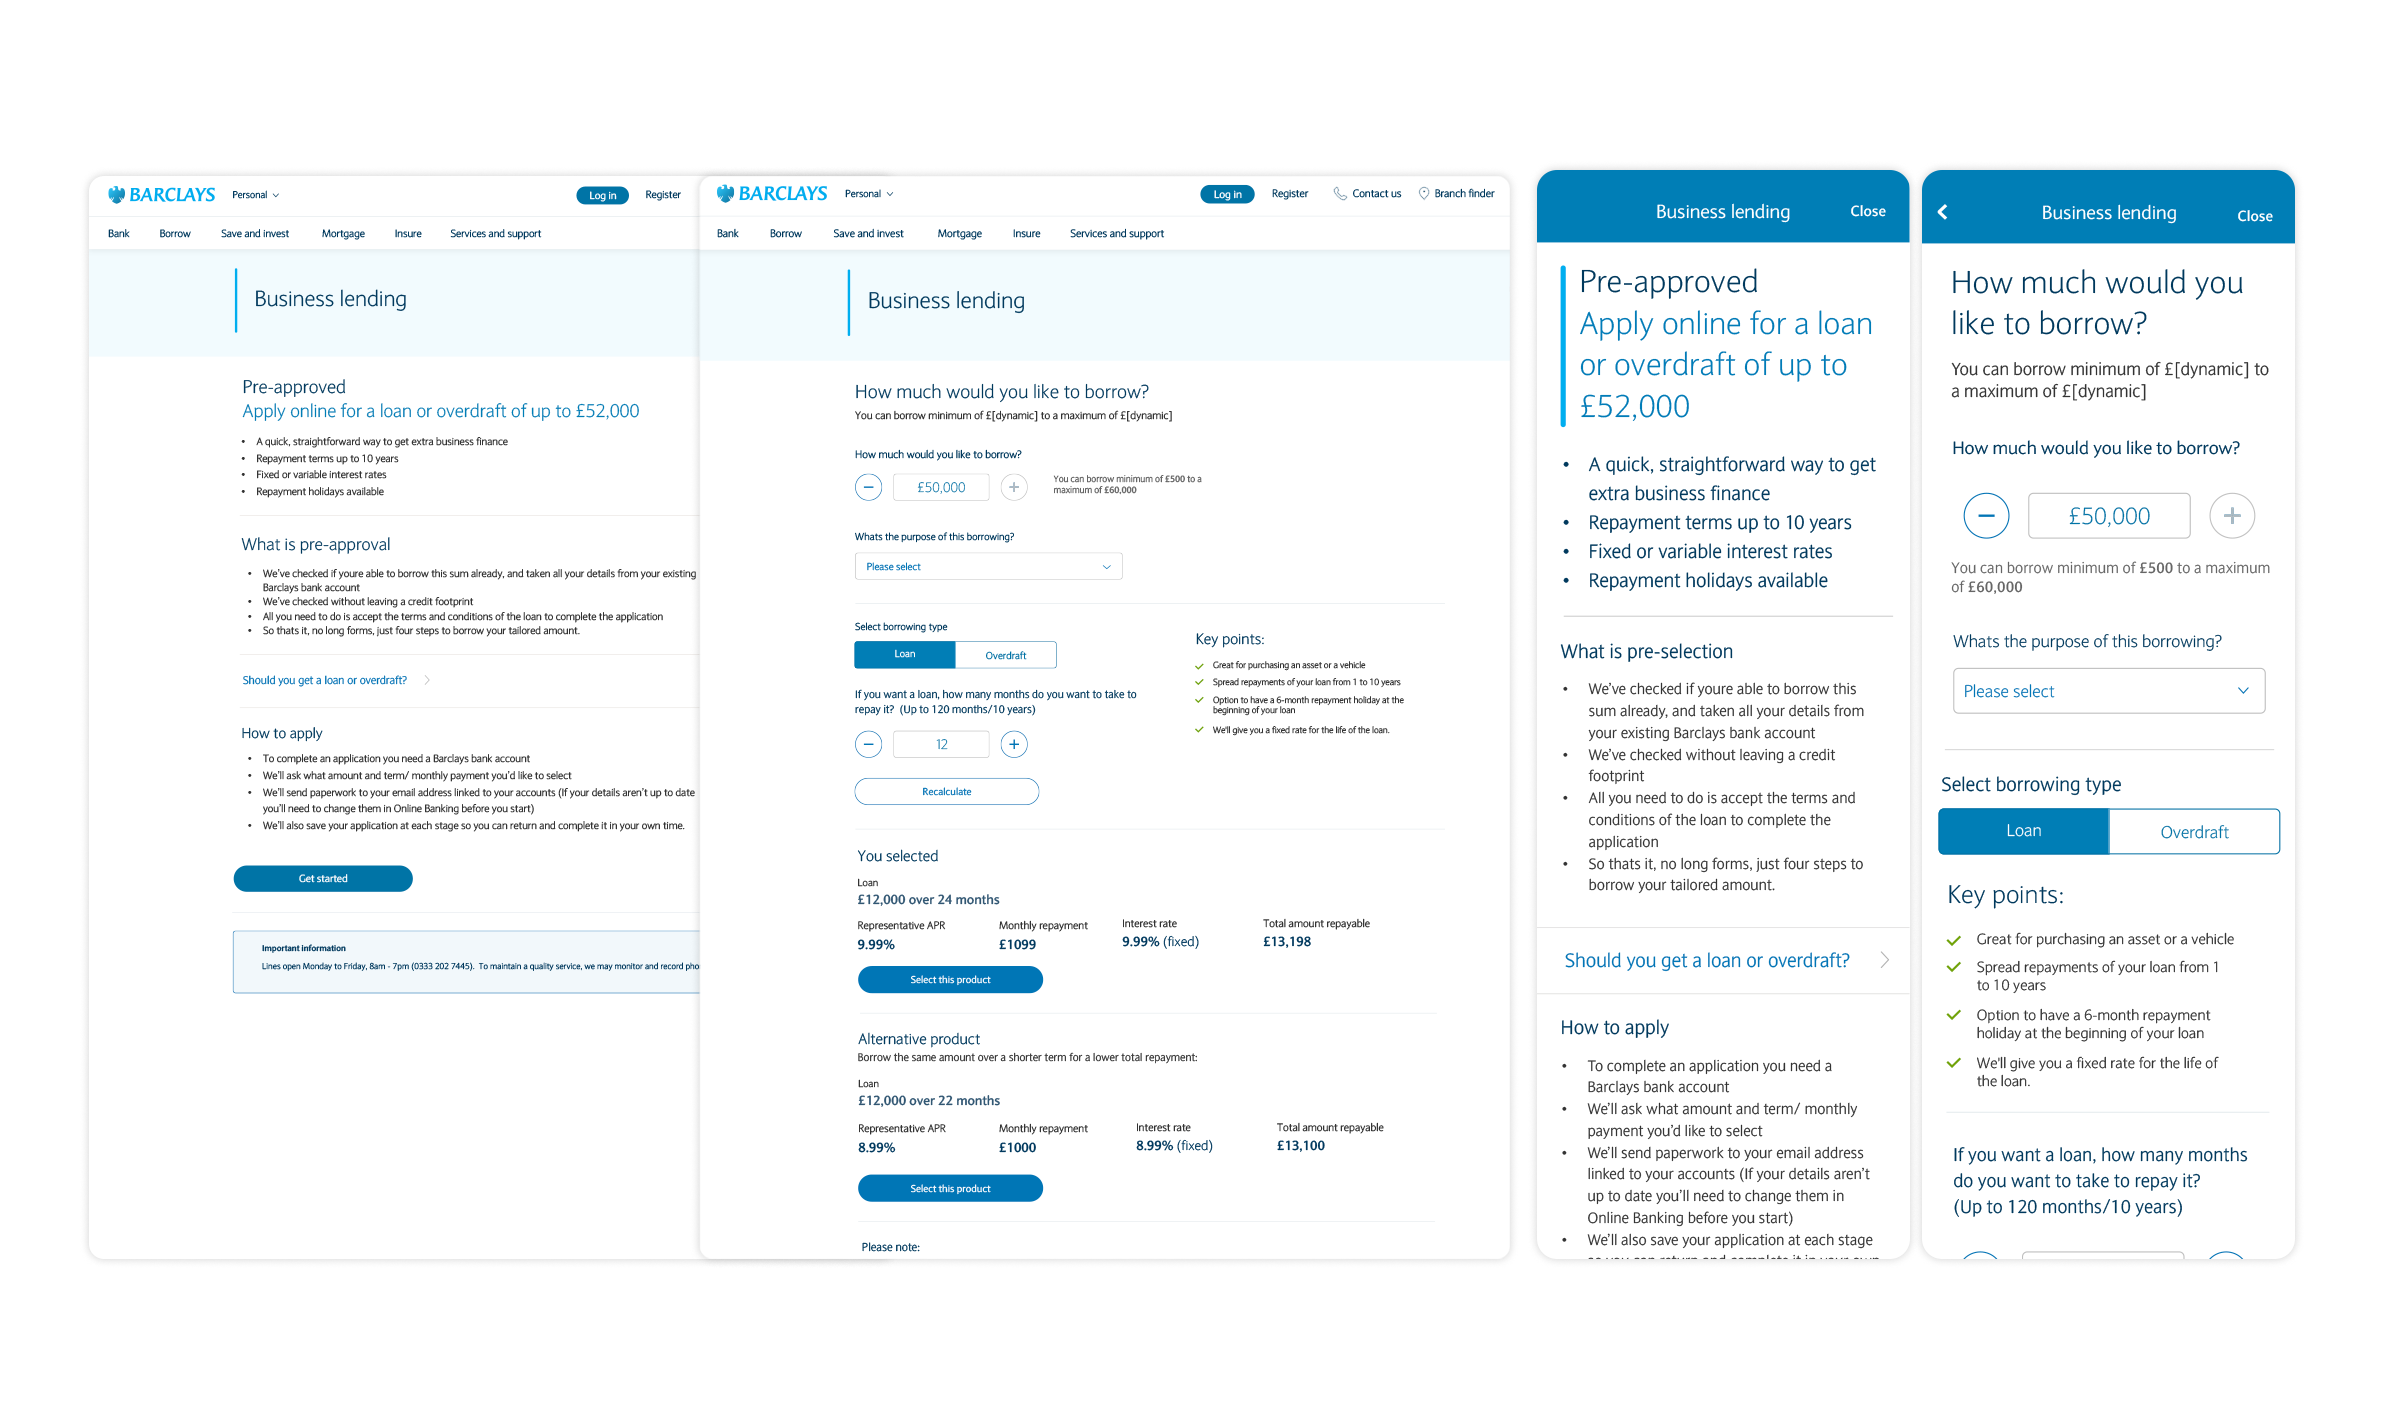 BARCLAYS
Personal
Log in
Register
Bank
Borrow
Save and invest
Mortgage
Insure
Services and support
Business lending
Pre-approved
Apply online for a loan or overdraft of up to £52,000
• A quick, straightforward way to get extra business finance
• Repayment terms up to 10 years
• Fixed or variable interest rates
• Repayment holidays available
What is pre-approval
• We've checked if youre able to borrow this sum already, and taken all your details from your existing
Barclays bank account
• We've checked without leaving a credit footprint
• All you need to do is accept the terms and conditions of the loan to complete the application
• So thats it, no long forms, just four steps to borrow your tailored amount.
Should you get a loan or overdraft?
How to apply
• To complete an application you need a Barclays bank account
• We'll ask what amount and term/ monthly payment you'd like to select
• We'll send paperwork to your email address linked to your accounts (If your details aren't up to date
you'll need to change them in Online Banking before you start)
• We'll also save your application at each stage so you can return and complete it in your own time.
Get started
Important information
Lines open Monday to Friday, 8am - 7pm (0333 202 7445). To maintain a quality service, we may monitor and record pho
BARCLAYS
Personal
Log in
Register
Contact us
Branch finder
Bank
Borrow
Save and invest
Mortgage
Insure
Services and support
Business lending
How much would you like to borrow?
You can borrow minimum of £[dynamic] to a maximum of £[dynamic]
How much would you like to borrow?
£50,000
You can borrow minimum of £500 to a
maximum of £60,000
Whats the purpose of this borrowing?
Please select
Select borrowing type
Loan
Overdraft
If you want a loan, how many months do you want to take to
repay it? (Up to 120 months/10 years)
12
Recalculate
Key points:
Great for purchasing an asset or a vehicle
Spread repayments of your loan from 1 to 10 years
Option to have a 6-month repayment holiday at the
beginning of your loan
We'll give you a fixed rate for the life of the loan.
You selected
Loan
£12,000 over 24 months
Representative APR
9.99%
Monthly repayment
£1099
Interest rate
9.99% (fixed)
Total amount repayable
£13,198
Select this product
Alternative product
Borrow the same amount over a shorter term for a lower total repayment:
Loan
£12,000 over 22 months
Representative APR
8.99%
Monthly repayment
£1000
Interest rate
8.99% (fixed)
Total amount repayable
£13,100
Select this product
Please note:
Business lending
Close
Pre-approved
Apply online for a loan
or overdraft of up to
£52,000
• A quick, straightforward way to get
extra business finance
• Repayment terms up to 10 years
• Fixed or variable interest rates
• Repayment holidays available
What is pre-selection
• We've checked if youre able to borrow this
sum already, and taken all your details from
your existing Barclays bank account
• We've checked without leaving a credit
footprint
• All you need to do is accept the terms and
conditions of the loan to complete the
application
• So thats it, no long forms, just four steps to
borrow your tailored amount.
Should you get a loan or overdraft?
How to apply
• To complete an application you need a
Barclays bank account
• We'll ask what amount and term/ monthly
payment you'd like to select
• We'll send paperwork to your email address
linked to your accounts (If your details aren't
up to date you'll need to change them in
Online Banking before you start)
• We'll also save your application at each stage
so you can return and complete it in your own
Business lending
Close
How much would you
like to borrow?
You can borrow minimum of £[dynamic] to
a maximum of £[dynamic]
How much would you like to borrow?
£50,000
You can borrow minimum of £500 to a maximum
of £60,000
Whats the purpose of this borrowing?
Please select
Select borrowing type
Loan
Overdraft
Key points:
Great for purchasing an asset or a vehicle
Spread repayments of your loan from 1
to 10 years
Option to have a 6-month repayment
holiday at the beginning of your loan
We'll give you a fixed rate for the life of
the loan.
If you want a loan, how many months
do you want to take to repay it?
(Up to 120 months/10 years)